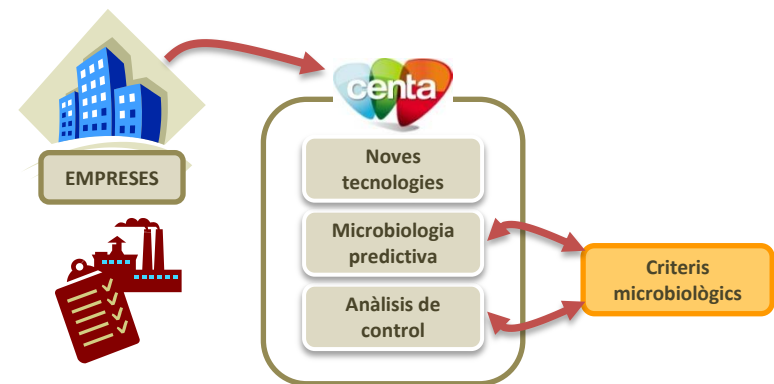 centa
EMPRESES
Noves
tecnologies
Microbiologia
predictiva
Anàlisis de
control
Criteris
microbiològics